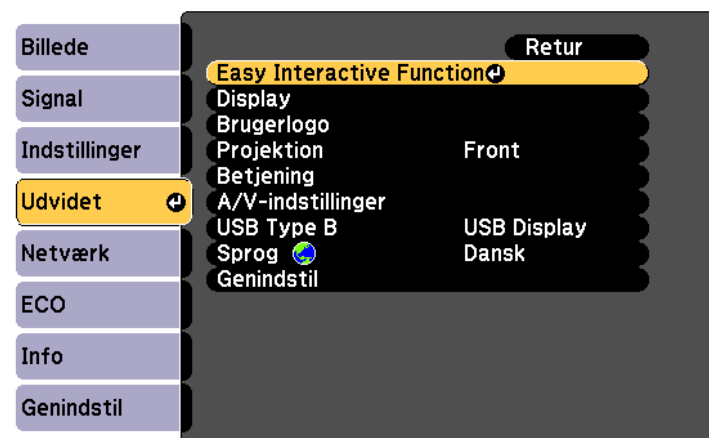 Billede
Signal
Indstillinger
Udvidet
Netværk
ECO
Info
Genindstil
Retur
Easy Interactive Function
Display
Brugerlogo
Projektion Front
Betjening
A/V-indstillinger
USB Type B USB Display
Sprog Dansk
Genindstil